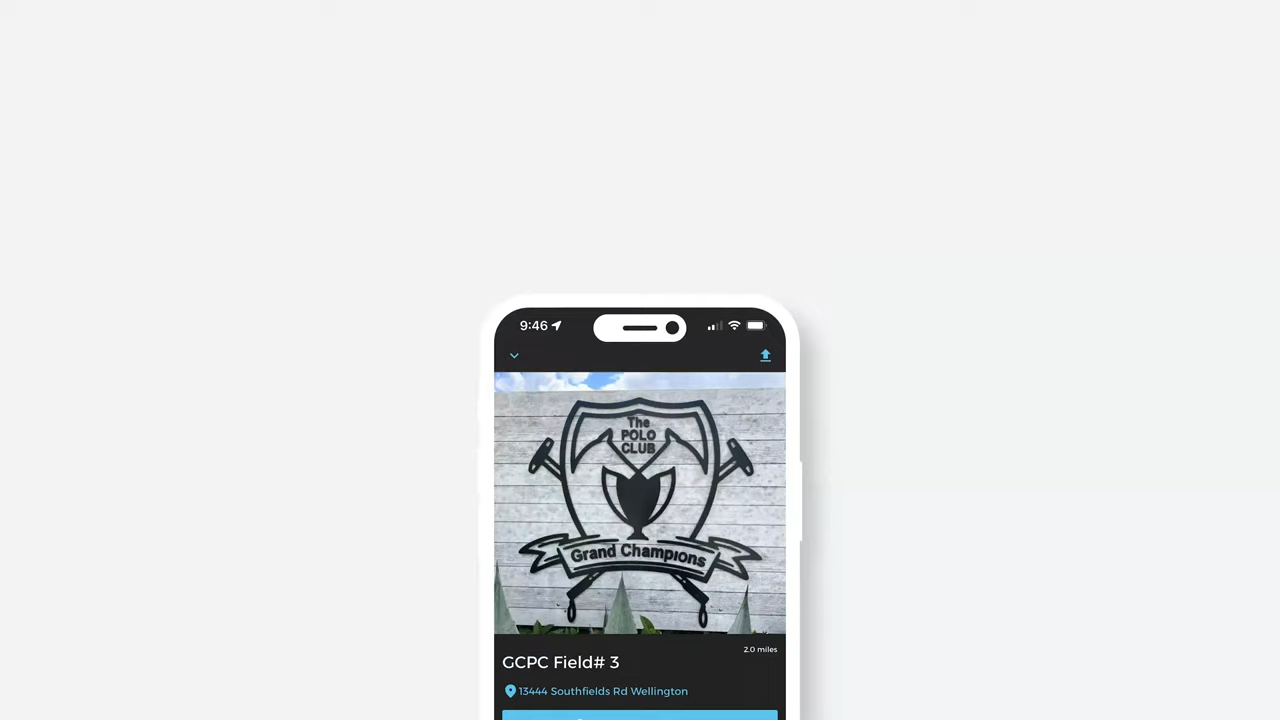 9:46
The
POLO
CLUB
Grand Champions
2.0 miles
GCPC Field# 3
13444 Southfields Rd Wellington